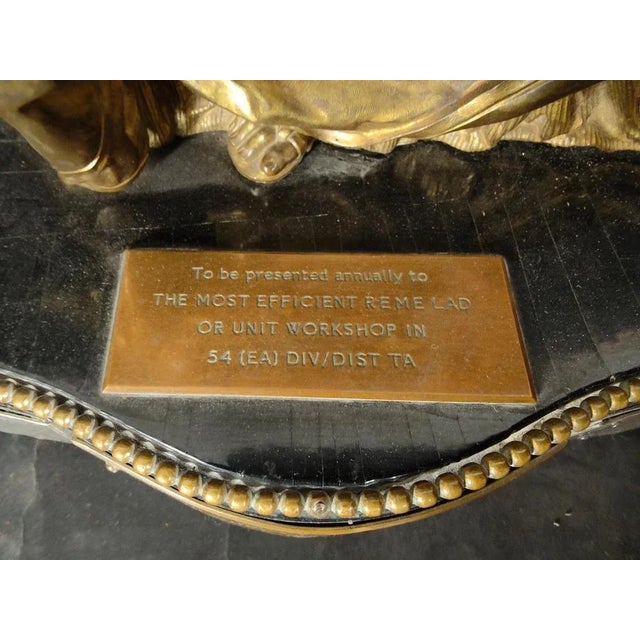 To be presented annually to
THE MOST EFFICIENT REME LAD
OR UNIT WORKSHOP IN
54 (EA) DIV/DIST TA